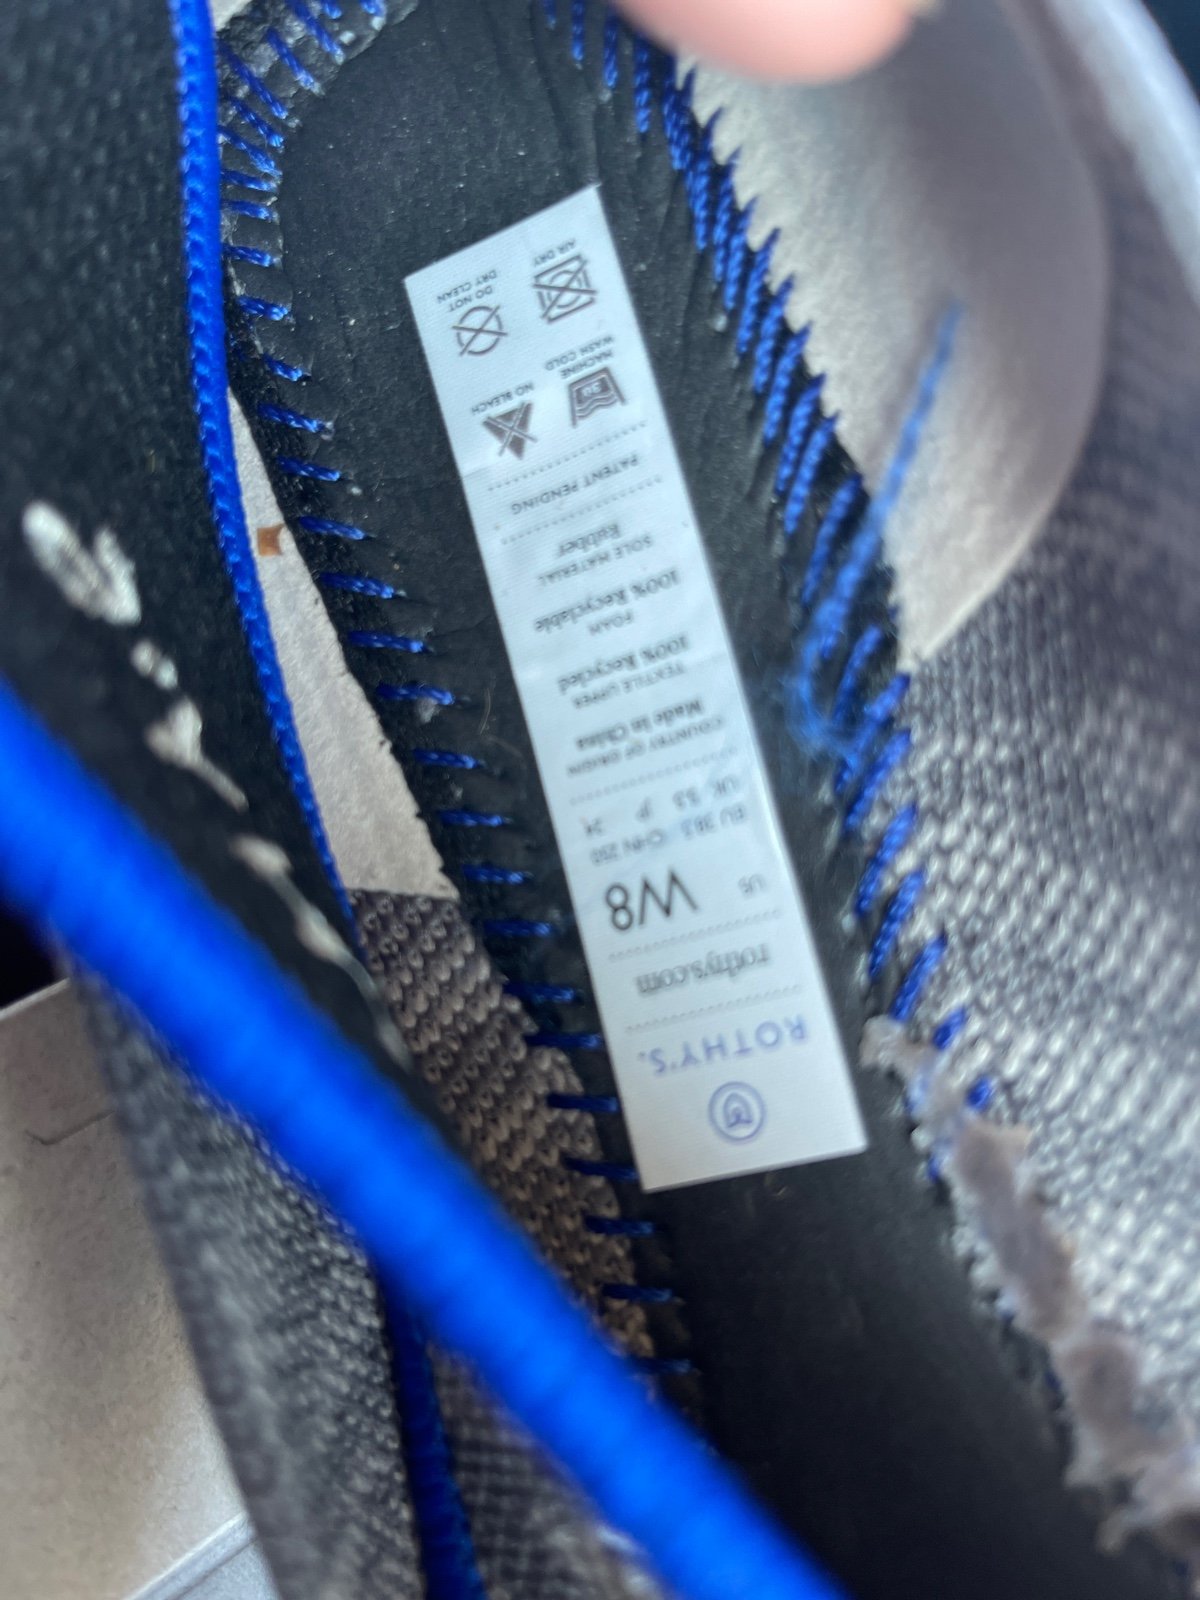 ROTHY'S.
rothys.com
US W8
EU 38.5 CHN 250
UK 5.5
COUNTRY OF ORIGIN
Made in China
TEXTILE UPPER
100% Recycled
FOAM
100% Recyclable
SOLE MATERIAL
Rubber
PATENT PENDING
MACHINE
WASH COLD
30
NO BLEACH
AIR DRY
DO NOT
DRY CLEAN